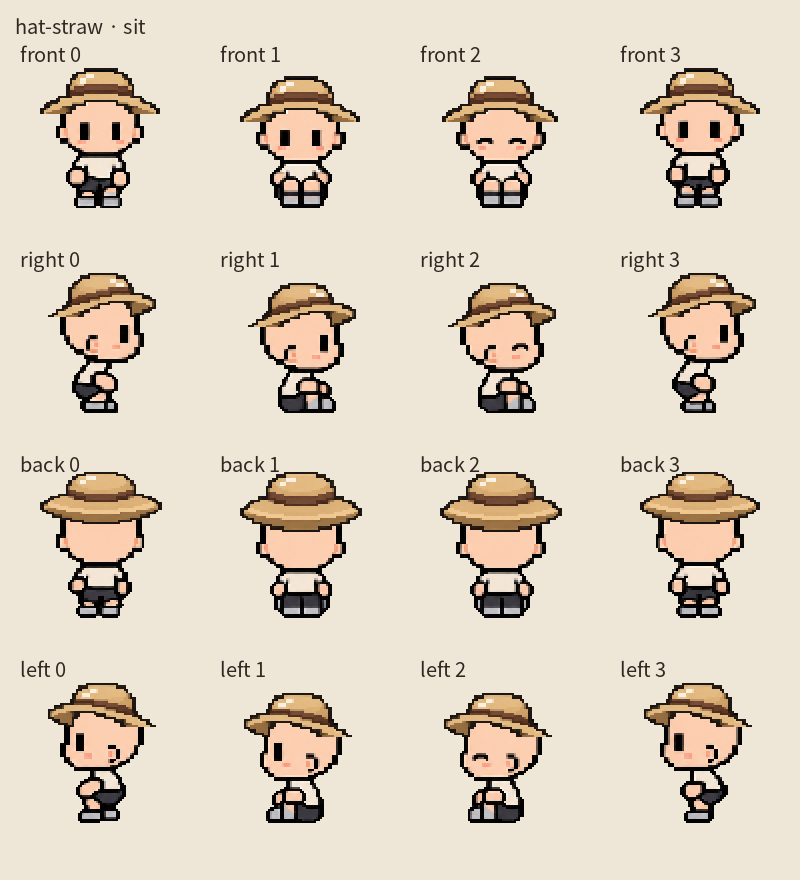 hat-straw · sit
front 0 front 1 front 2 front 3
right 0 right 1 right 2 right 3
back 0 back 1 back 2 back 3
left 0 left 1 left 2 left 3